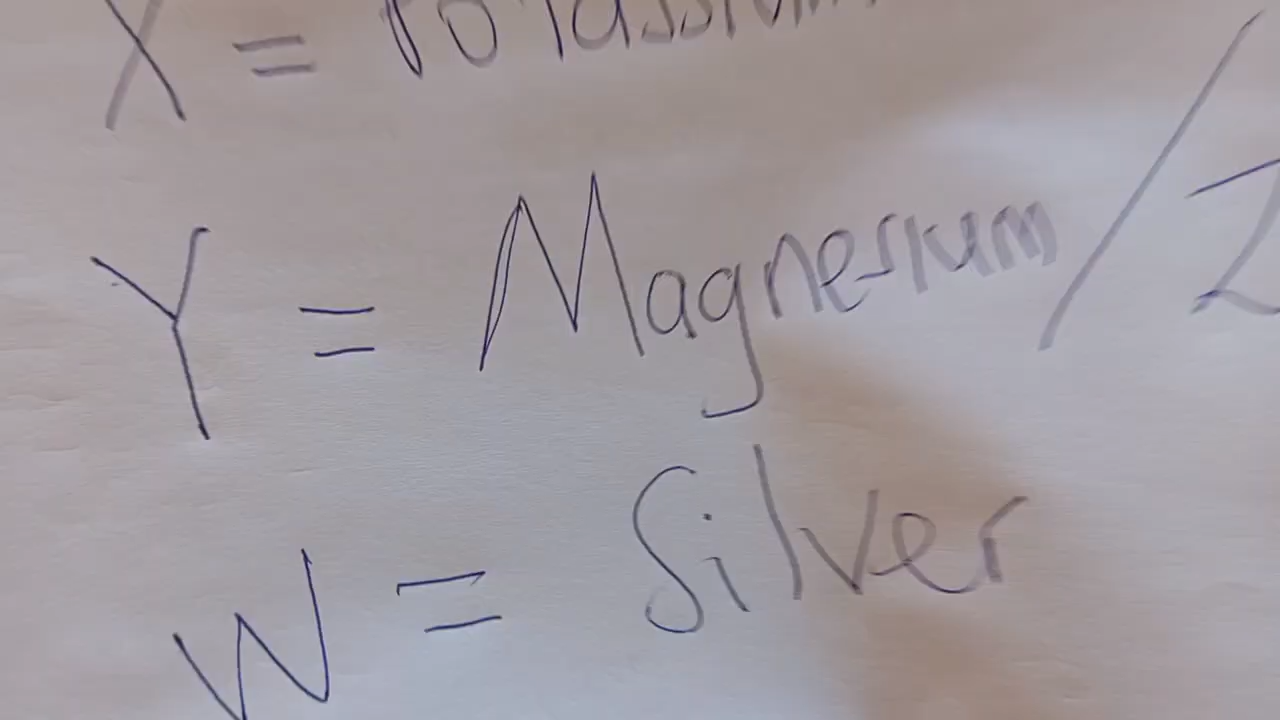 X = Potassium
Y = Magnesium /
W = Silver